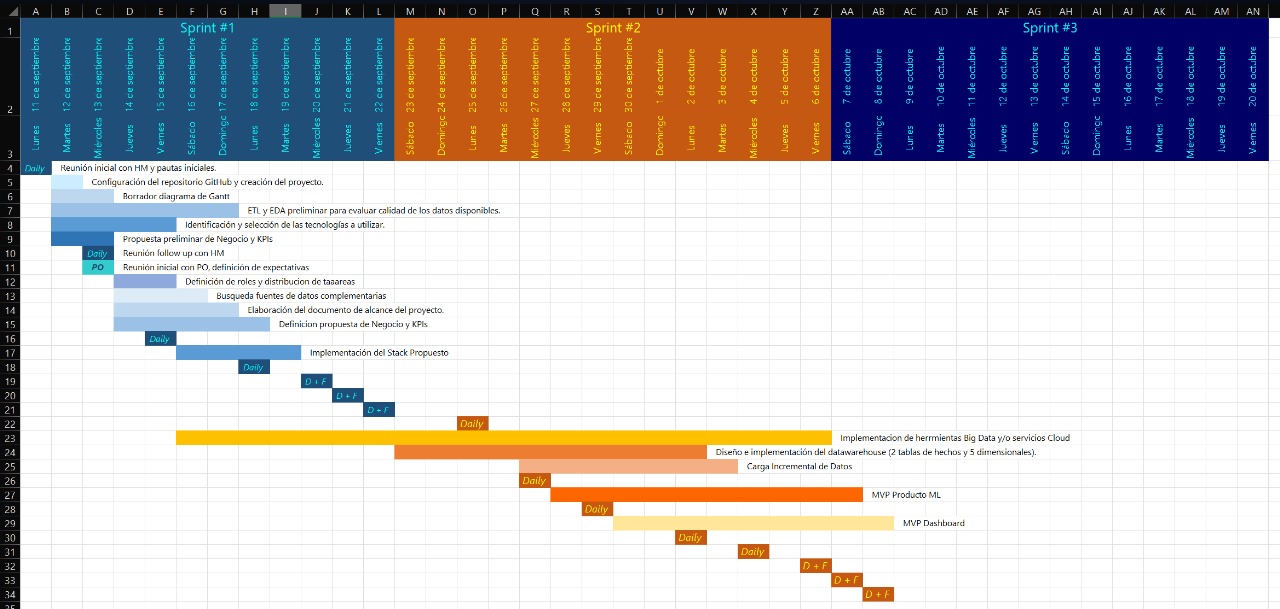 A B C D E F G H I J K L M N O P Q R S T U V W X Y Z AA AB AC AD AE AF AG AH AI AJ AK AL AM AN
1 Sprint #1 Sprint #2 Sprint #3
2 11 de septiembre 12 de septiembre 13 de septiembre 14 de septiembre 15 de septiembre 16 de septiembre 17 de septiembre 18 de septiembre 19 de septiembre 20 de septiembre 21 de septiembre 22 de septiembre 23 de septiembre 24 de septiembre 25 de septiembre 26 de septiembre 27 de septiembre 28 de septiembre 29 de septiembre 30 de septiembre 1 de octubre 2 de octubre 3 de octubre 4 de octubre 5 de octubre 6 de octubre 7 de octubre 8 de octubre 9 de octubre 10 de octubre 11 de octubre 12 de octubre 13 de octubre 14 de octubre 15 de octubre 16 de octubre 17 de octubre 18 de octubre 19 de octubre 20 de octubre
3 Lunes Martes Miércoles Jueves Viernes Sábado Domingo Lunes Martes Miércoles Jueves Viernes Sábado Domingo Lunes Martes Miércoles Jueves Viernes Sábado Domingo Lunes Martes Miércoles Jueves Viernes Sábado Domingo Lunes Martes Miércoles Jueves Viernes Sábado Domingo Lunes Martes Miércoles Jueves Viernes
4 Daily Reunión inicial con HM y pautas iniciales.
5 Configuración del repositorio GitHub y creación del proyecto.
6 Borrador diagrama de Gantt
7 ETL y EDA preliminar para evaluar calidad de los datos disponibles.
8 Identificación y selección de las tecnologías a utilizar.
9 Propuesta preliminar de Negocio y KPIs
10 Daily Reunión follow up con HM
11 PO Reunión inicial con PO, definición de expectativas
12 Definición de roles y distribucion de taaareas
13 Busqueda fuentes de datos complementarias
14 Elaboración del documento de alcance del proyecto.
15 Definicion propuesta de Negocio y KPIs
16 Daily
17 Implementación del Stack Propuesto
18 Daily
19 D + F
20 D + F
21 D + F
22 Daily
23 Implementacion de herrmientas Big Data y/o servicios Cloud
24 Diseño e implementación del datawarehouse (2 tablas de hechos y 5 dimensionales).
25 Carga Incremental de Datos
26 Daily
27 MVP Producto ML
28 Daily
29 MVP Dashboard
30 Daily
31 Daily
32 D + F
33 D + F
34 D + F